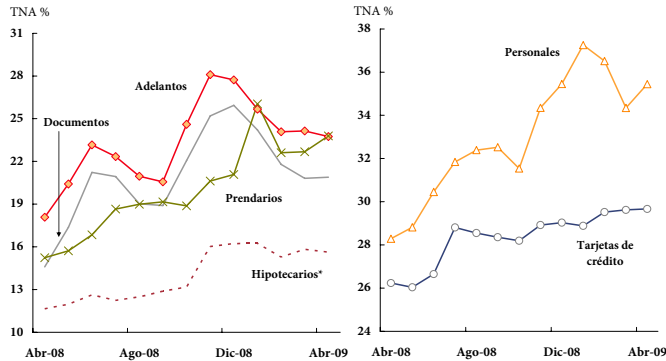 TNA %
31
28
25
22
19
16
13
10
Adelantos
Documentos
Prendarios
Hipotecarios*
Abr-08
Ago-08
Dic-08
Abr-09
TNA %
38
36
34
32
30
28
26
24
Personales
Tarjetas de
crédito
Abr-08
Ago-08
Dic-08
Abr-09